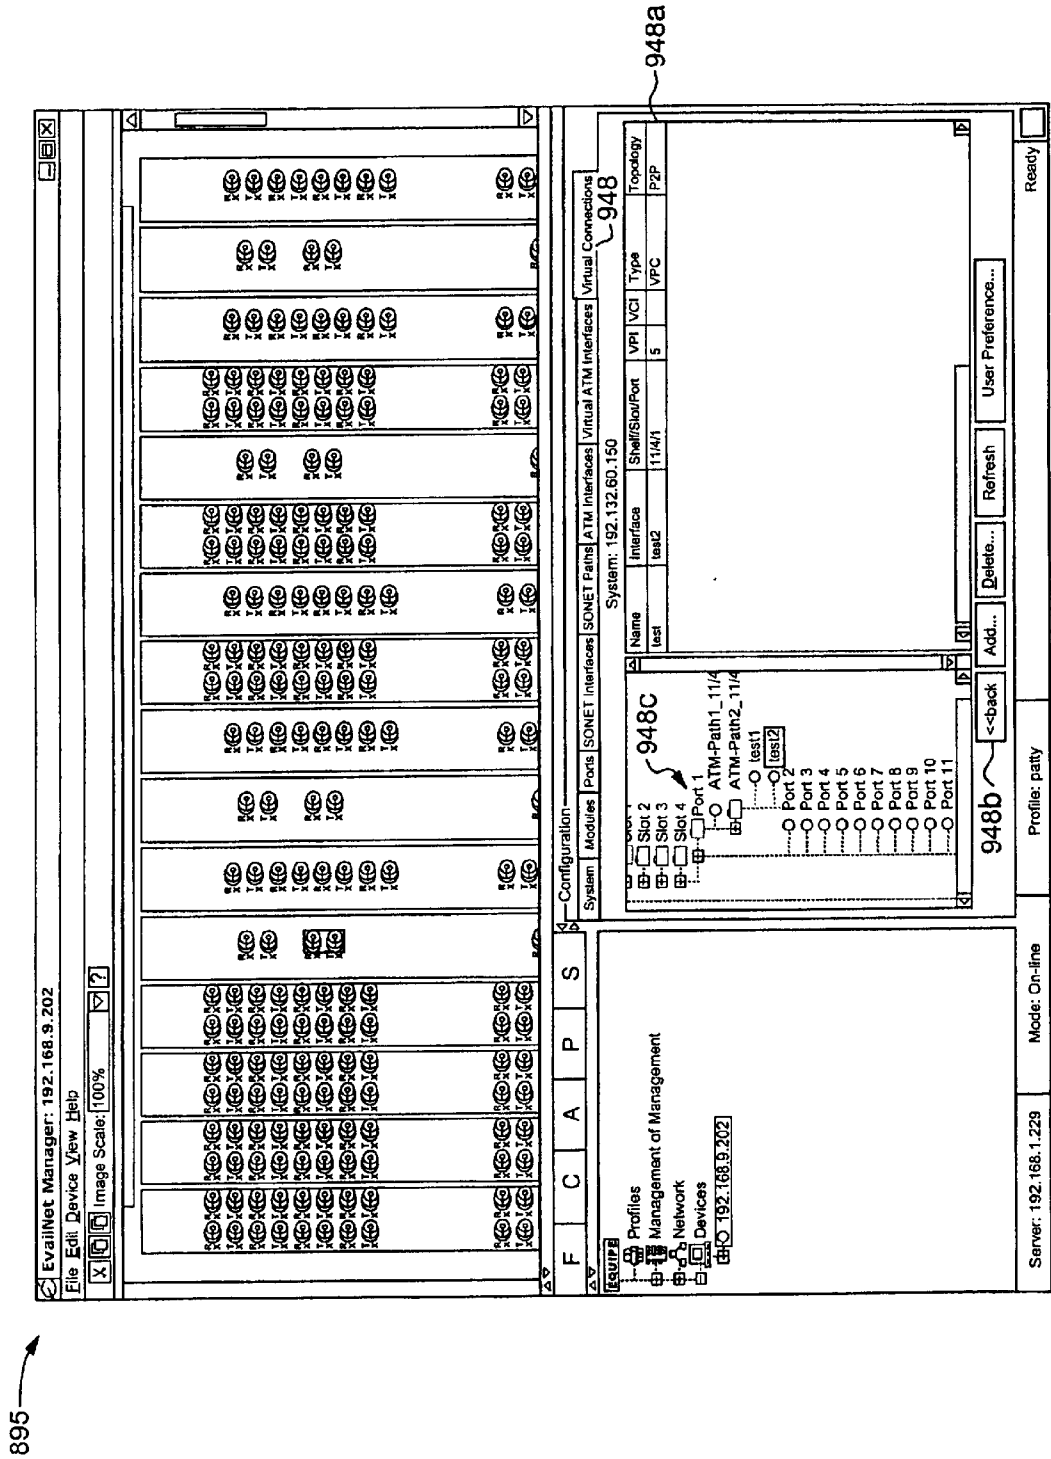 895
EvailNet Manager: 192.168.9.202
File Edit Device View Help
Image Scale: 100%
F C A P S
EQUIPE
Profiles
Management of Management
Network
Devices
192.168.9.202
Configuration
System Modules Ports SONET Interfaces SONET Paths ATM Interfaces Virtual ATM Interfaces Virtual Connections
948
System: 192.132.60.150
Slot 2
Slot 3
Slot 4
948c
Port 1
ATM-Path1_11/4
ATM-Path2_11/4
test1
test2
Port 2
Port 3
Port 4
Port 5
Port 6
Port 7
Port 8
Port 9
Port 10
Port 11
Name Interface Shelf/Slot/Port VPI VCI Type Topology
test test2 11/4/1 5 VPC P2P
948a
948b
<<back Add... Delete... Refresh User Preference...
Server: 192.168.1.229 Mode: On-line Profile: patty Ready